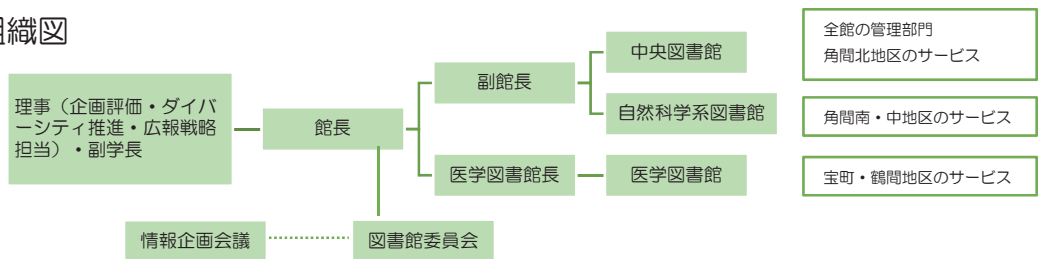 織図
理事（企画評価・ダイバ
ーシティ推進・広報戦略
担当）・副学長
館長
副館長
医学図書館長
中央図書館
自然科学系図書館
医学図書館
全館の管理部門
角間北地区のサービス
角間南・中地区のサービス
宝町・鶴間地区のサービス
情報企画会議
図書館委員会